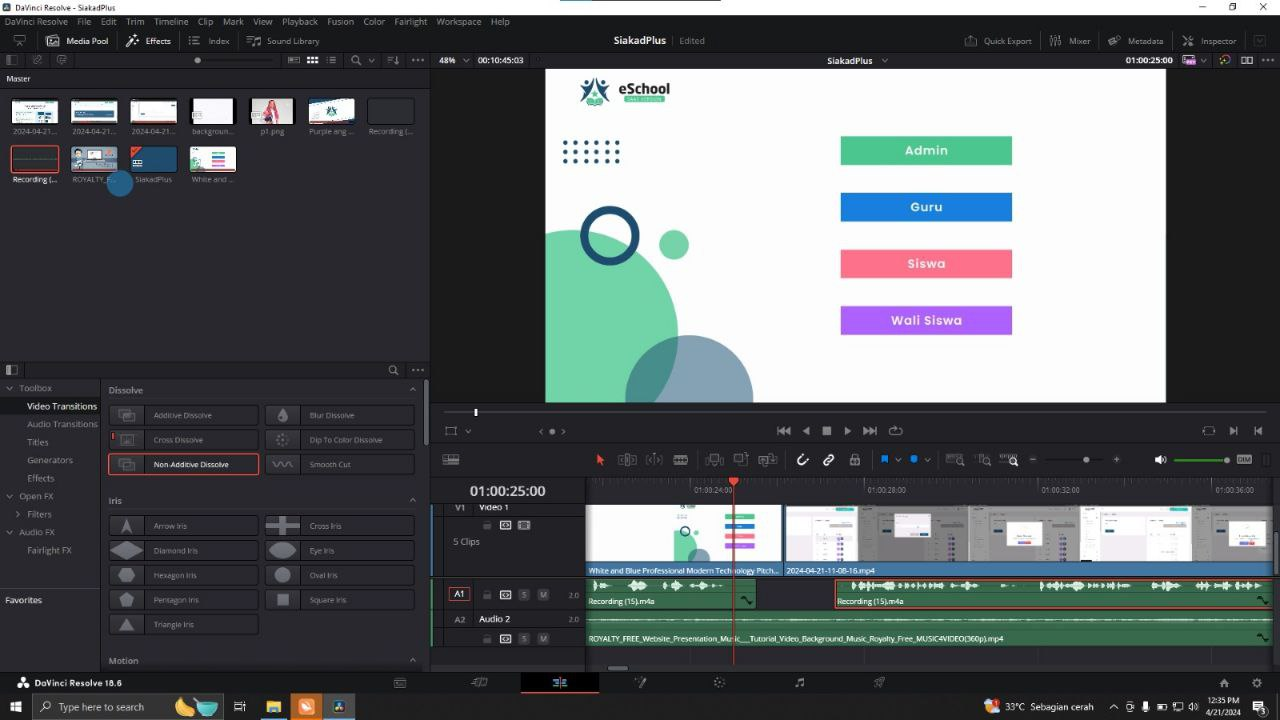 DaVinci Resolve - SiakadPlus
DaVinci Resolve File Edit Trim Timeline Clip Mark View Playback Fusion Color Fairlight Workspace Help
Media Pool Effects Index Sound Library SiakadPlus Edited Quick Export Mixer Metadata Inspector
48% 00:10:45:03 SiakadPlus 01:00:25:00
Master
2024-04-21... 2024-04-21... 2024-04-21... backgroun... p1.png Purple ang ... Recording (...
Recording (... ROYALTY_F... SiakadPlus White and ...
eSchool
Admin
Guru
Siswa
Wali Siswa
Toolbox
Video Transitions
Audio Transitions
Titles
Generators
Effects
Open FX
Filters
Audio FX
Fairlight FX
Favorites
Dissolve
Additive Dissolve Blur Dissolve
Cross Dissolve Dip To Color Dissolve
Non-Additive Dissolve Smooth Cut
Iris
Arrow Iris Cross Iris
Diamond Iris Eye Iris
Hexagon Iris Oval Iris
Pentagon Iris Square Iris
Triangle Iris
Motion
DIM
01:00:25:00 01:00:24:00 01:00:28:00 01:00:32:00 01:00:36:00
V1 Video 1
5 Clips
White and Blue Professional Modern Technology Pitch... 2024-04-21-11-08-16.mp4
A1 S M 2.0
Recording (15).m4a Recording (15).m4a
A2 Audio 2 2.0
S M ROYALTY_FREE_Website_Presentation_Music___Tutorial_Video_Background_Music_Royalty_Free_MUSIC4VIDEO(360p).mp4
DaVinci Resolve 18.6
Type here to search 33°C Sebagian cerah 12:35 PM
4/21/2024